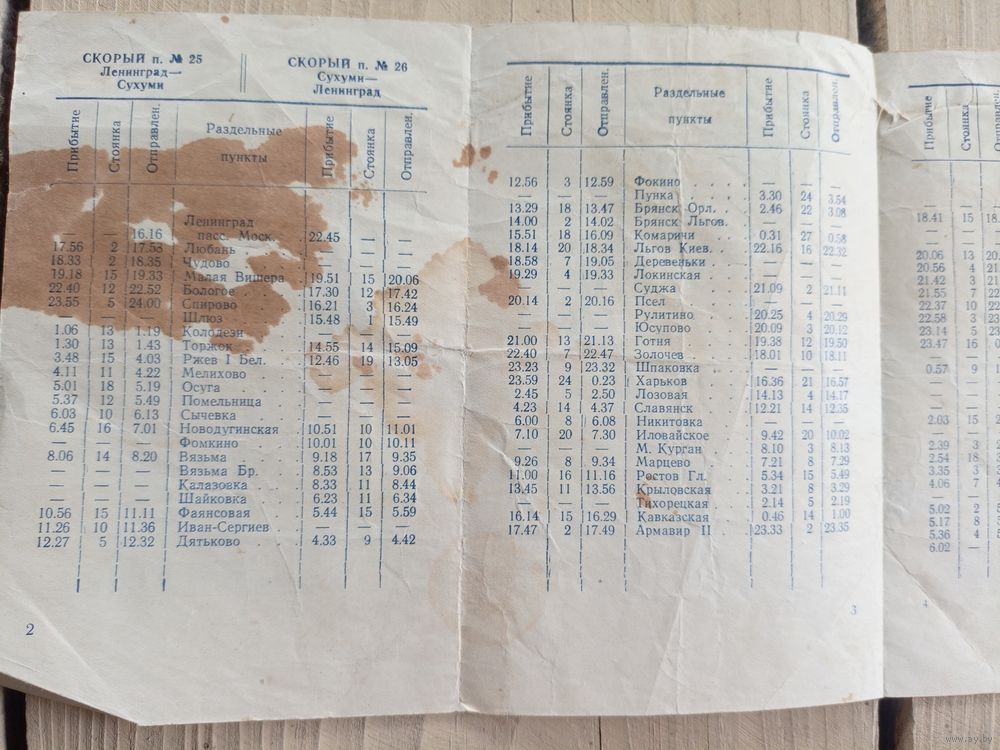 СКОРЫЙ п. № 25
Ленинград—
Сухуми
СКОРЫЙ п. № 26
Сухуми—
Ленинград
Прибытие Стоянка Отправлен. Раздельные пункты Прибытие Стоянка Отправлен.
Ленинград
— — 16.16 пасс. Моск. 22.45 — —
17.56 2 17.58 Любань — — —
18.33 2 18.35 Чудово — — —
19.18 15 19.33 Малая Вишера 19.51 15 20.06
22.40 12 22.52 Бологое 17.30 12 17.42
23.55 5 24.00 Спирово 16.21 3 16.24
— — — Шлюз 15.48 1 15.49
1.06 13 1.19 Колодези — — —
1.30 13 1.43 Торжок 14.55 14 15.09
3.48 15 4.03 Ржев I Бел. 12.46 19 13.05
4.11 11 4.22 Мелихово — — —
5.01 18 5.19 Осуга — — —
5.37 12 5.49 Помельница — — —
6.03 10 6.13 Сычевка — — —
6.45 16 7.01 Новодугинская 10.51 10 11.01
— — — Фомкино 10.01 10 10.11
8.06 14 8.20 Вязьма 9.18 17 9.35
— — — Вязьма Бр. 8.53 13 9.06
— — — Калазовка 8.33 11 8.44
— — — Шайковка 6.23 11 6.34
10.56 15 11.11 Фаянсовая 5.44 15 5.59
11.26 10 11.36 Иван-Сергиев — — —
12.27 5 12.32 Дятьково 4.33 9 4.42
2
Прибытие Стоянка Отправлен. Раздельные пункты Прибытие Стоянка Отправлен.
12.56 3 12.59 Фокино — — —
— — — Пунка 3.30 24 3.54
13.29 18 13.47 Брянск Орл. 2.46 22 3.08
14.00 2 14.02 Брянск Льгов. — — —
15.51 18 16.09 Комаричи 0.31 27 0.58
18.14 20 18.34 Льгов Киев. 22.16 16 22.32
18.58 7 19.05 Деревеньки — — —
19.29 4 19.33 Локинская — — —
— — — Суджа 21.09 2 21.11
20.14 2 20.16 Псел — — —
— — — Рулитино 20.25 4 20.29
— — — Юсупово 20.09 3 20.12
21.00 13 21.13 Готня 19.38 12 19.50
22.40 7 22.47 Золочев 18.01 10 18.11
23.23 9 23.32 Шпаковка — — —
23.59 24 0.23 Харьков 16.36 21 16.57
2.45 5 2.50 Лозовая 14.13 4 14.17
4.23 14 4.37 Славянск 12.21 14 12.35
6.00 8 6.08 Никитовка — — —
7.10 20 7.30 Иловайское 9.42 20 10.02
— — — М. Курган 8.10 3 8.13
9.26 8 9.34 Марцево 7.21 8 7.29
11.00 16 11.16 Ростов Гл. 5.34 15 5.49
13.45 11 13.56 Крыловская 3.21 8 3.29
— — — Тихорецкая 2.14 5 2.19
16.14 15 16.29 Кавказская 0.46 14 1.00
17.47 2 17.49 Армавир II 23.33 2 23.35
3
Прибытие Стоянка
18.41 15 18.
20.06 13 20.
20.56 4 21.
21.42 3 21.
21.55 7 22.
22.37 10
22.58 3
23.14 5 23.
23.47 16 0.
0.57 9 1
2.03 15 2
2.39 3
2.54 18 3
3.35 3
4.06 7 4
5.02 2 5
5.17 8 5
5.36 4 5
6.02 —
4
www.ay.by